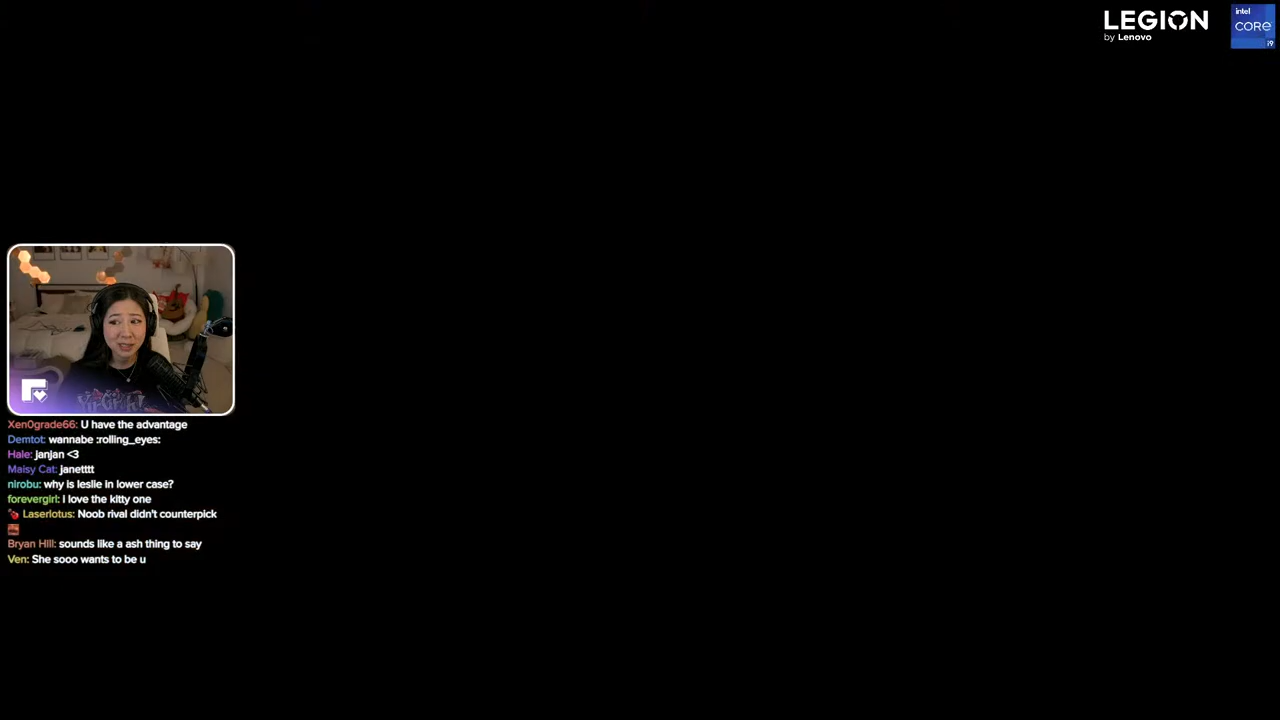 LEGION
by Lenovo
intel
CORE
i9
Xen0grade66: U have the advantage
Demtot: wannabe :rolling_eyes:
Hale: janjan <3
Maisy Cat: janetttt
nirobu: why is leslie in lower case?
forevergirl: i love the kitty one
Laserlotus: Noob rival didn't counterpick
Bryan Hill: sounds like a ash thing to say
Ven: She sooo wants to be u